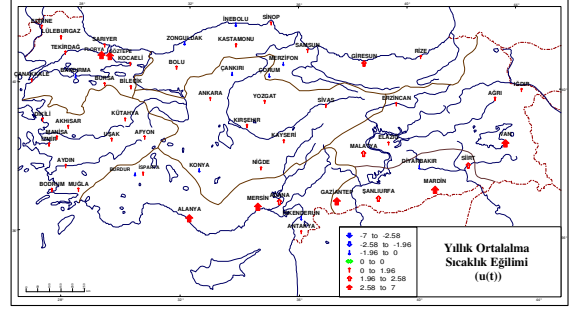 EDİRNE
LÜLEBURGAZ
TEKİRDAĞ
SARIYER
FLORYA GÖZTEPE
KOCAELİ
ZONGULDAK
İNEBOLU
SİNOP
KASTAMONU
SAMSUN
MERZİFON
ÇORUM
ÇANKIRI
BOLU
GİRESUN
RİZE
ÇANAKKALE
BANDIRMA
BURSA
BİLECİK
ANKARA
YOZGAT
SİVAS
ERZİNCAN
AĞRI
IĞDIR
DİKİLİ
AKHİSAR
MANİSA
İZMİR
KÜTAHYA
UŞAK
AFYON
KIRŞEHİR
KAYSERİ
MALATYA
ELAZIĞ
VAN
AYDIN
BURDUR
ISPARTA
KONYA
NİĞDE
DİYARBAKIR
SİİRT
BODRUM
MUĞLA
ALANYA
MERSİN
ADANA
GAZİANTEP
ŞANLIURFA
MARDİN
İSKENDERUN
ANTAKYA
-7 to -2.58
-2.58 to -1.96
-1.96 to 0
0 to 0
0 to 1.96
1.96 to 2.58
2.58 to 7
Yıllık Ortalalma
Sıcaklık Eğilimi
(u(t))